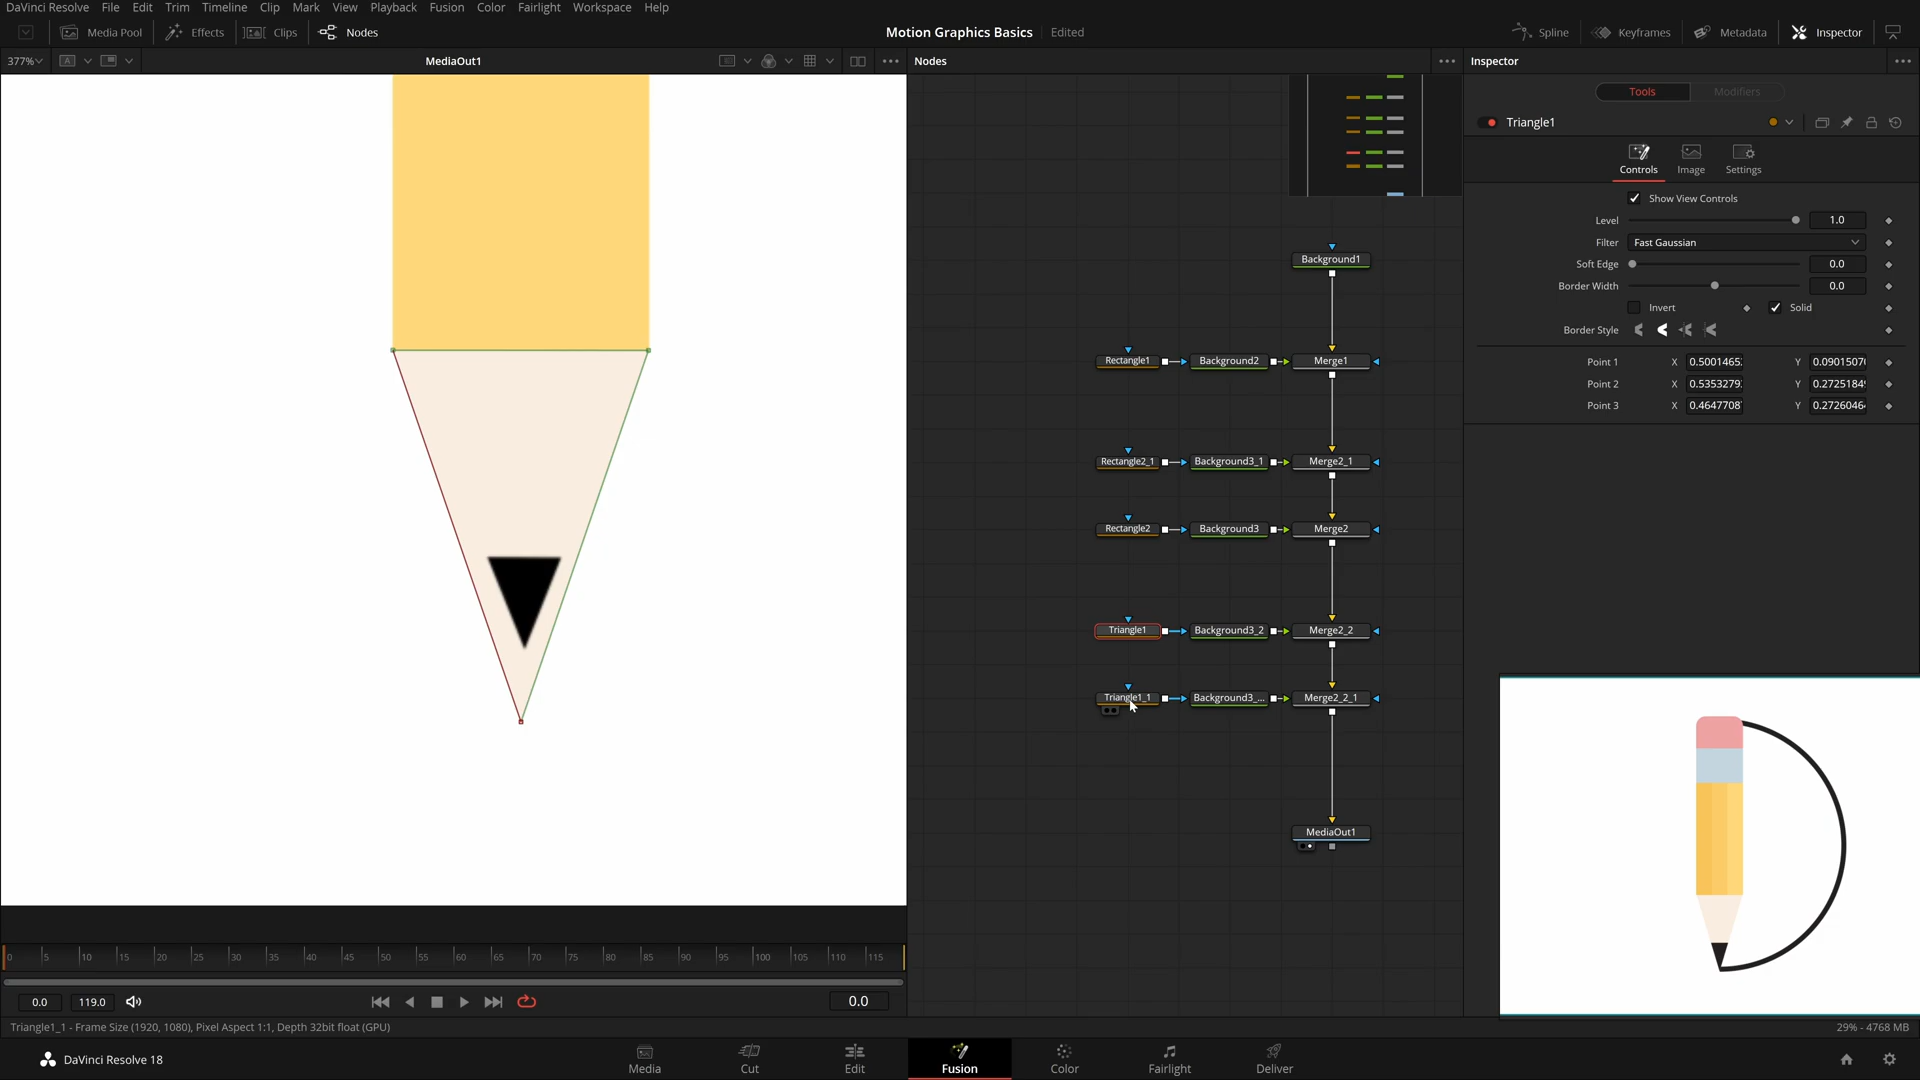 DaVinci Resolve File Edit Trim Timeline Clip Mark View Playback Fusion Color Fairlight Workspace Help
Media Pool Effects Clips Nodes Motion Graphics Basics Edited Spline Keyframes Metadata Inspector
377% A MediaOut1 Nodes Inspector
Tools Modifiers
Triangle1
Controls Image Settings
Show View Controls
Level 1.0
Filter Fast Gaussian
Soft Edge 0.0
Border Width 0.0
Invert Solid
Border Style
Point 1 X 0.5001465 Y 0.0901507
Point 2 X 0.5353279 Y 0.2725184
Point 3 X 0.4647708 Y 0.2726046
Background1
Rectangle1 Background2 Merge1
Rectangle2_1 Background3_1 Merge2_1
Rectangle2 Background3 Merge2
Triangle1 Background3_2 Merge2_2
Triangle1_1 Background3_... Merge2_2_1
MediaOut1
0 5 10 15 20 25 30 35 40 45 50 55 60 65 70 75 80 85 90 95 100 105 110 115
0.0 119.0 0.0
Triangle1_1 - Frame Size (1920, 1080), Pixel Aspect 1:1, Depth 32bit float (GPU) 29% - 4768 MB
DaVinci Resolve 18 Media Cut Edit Fusion Color Fairlight Deliver